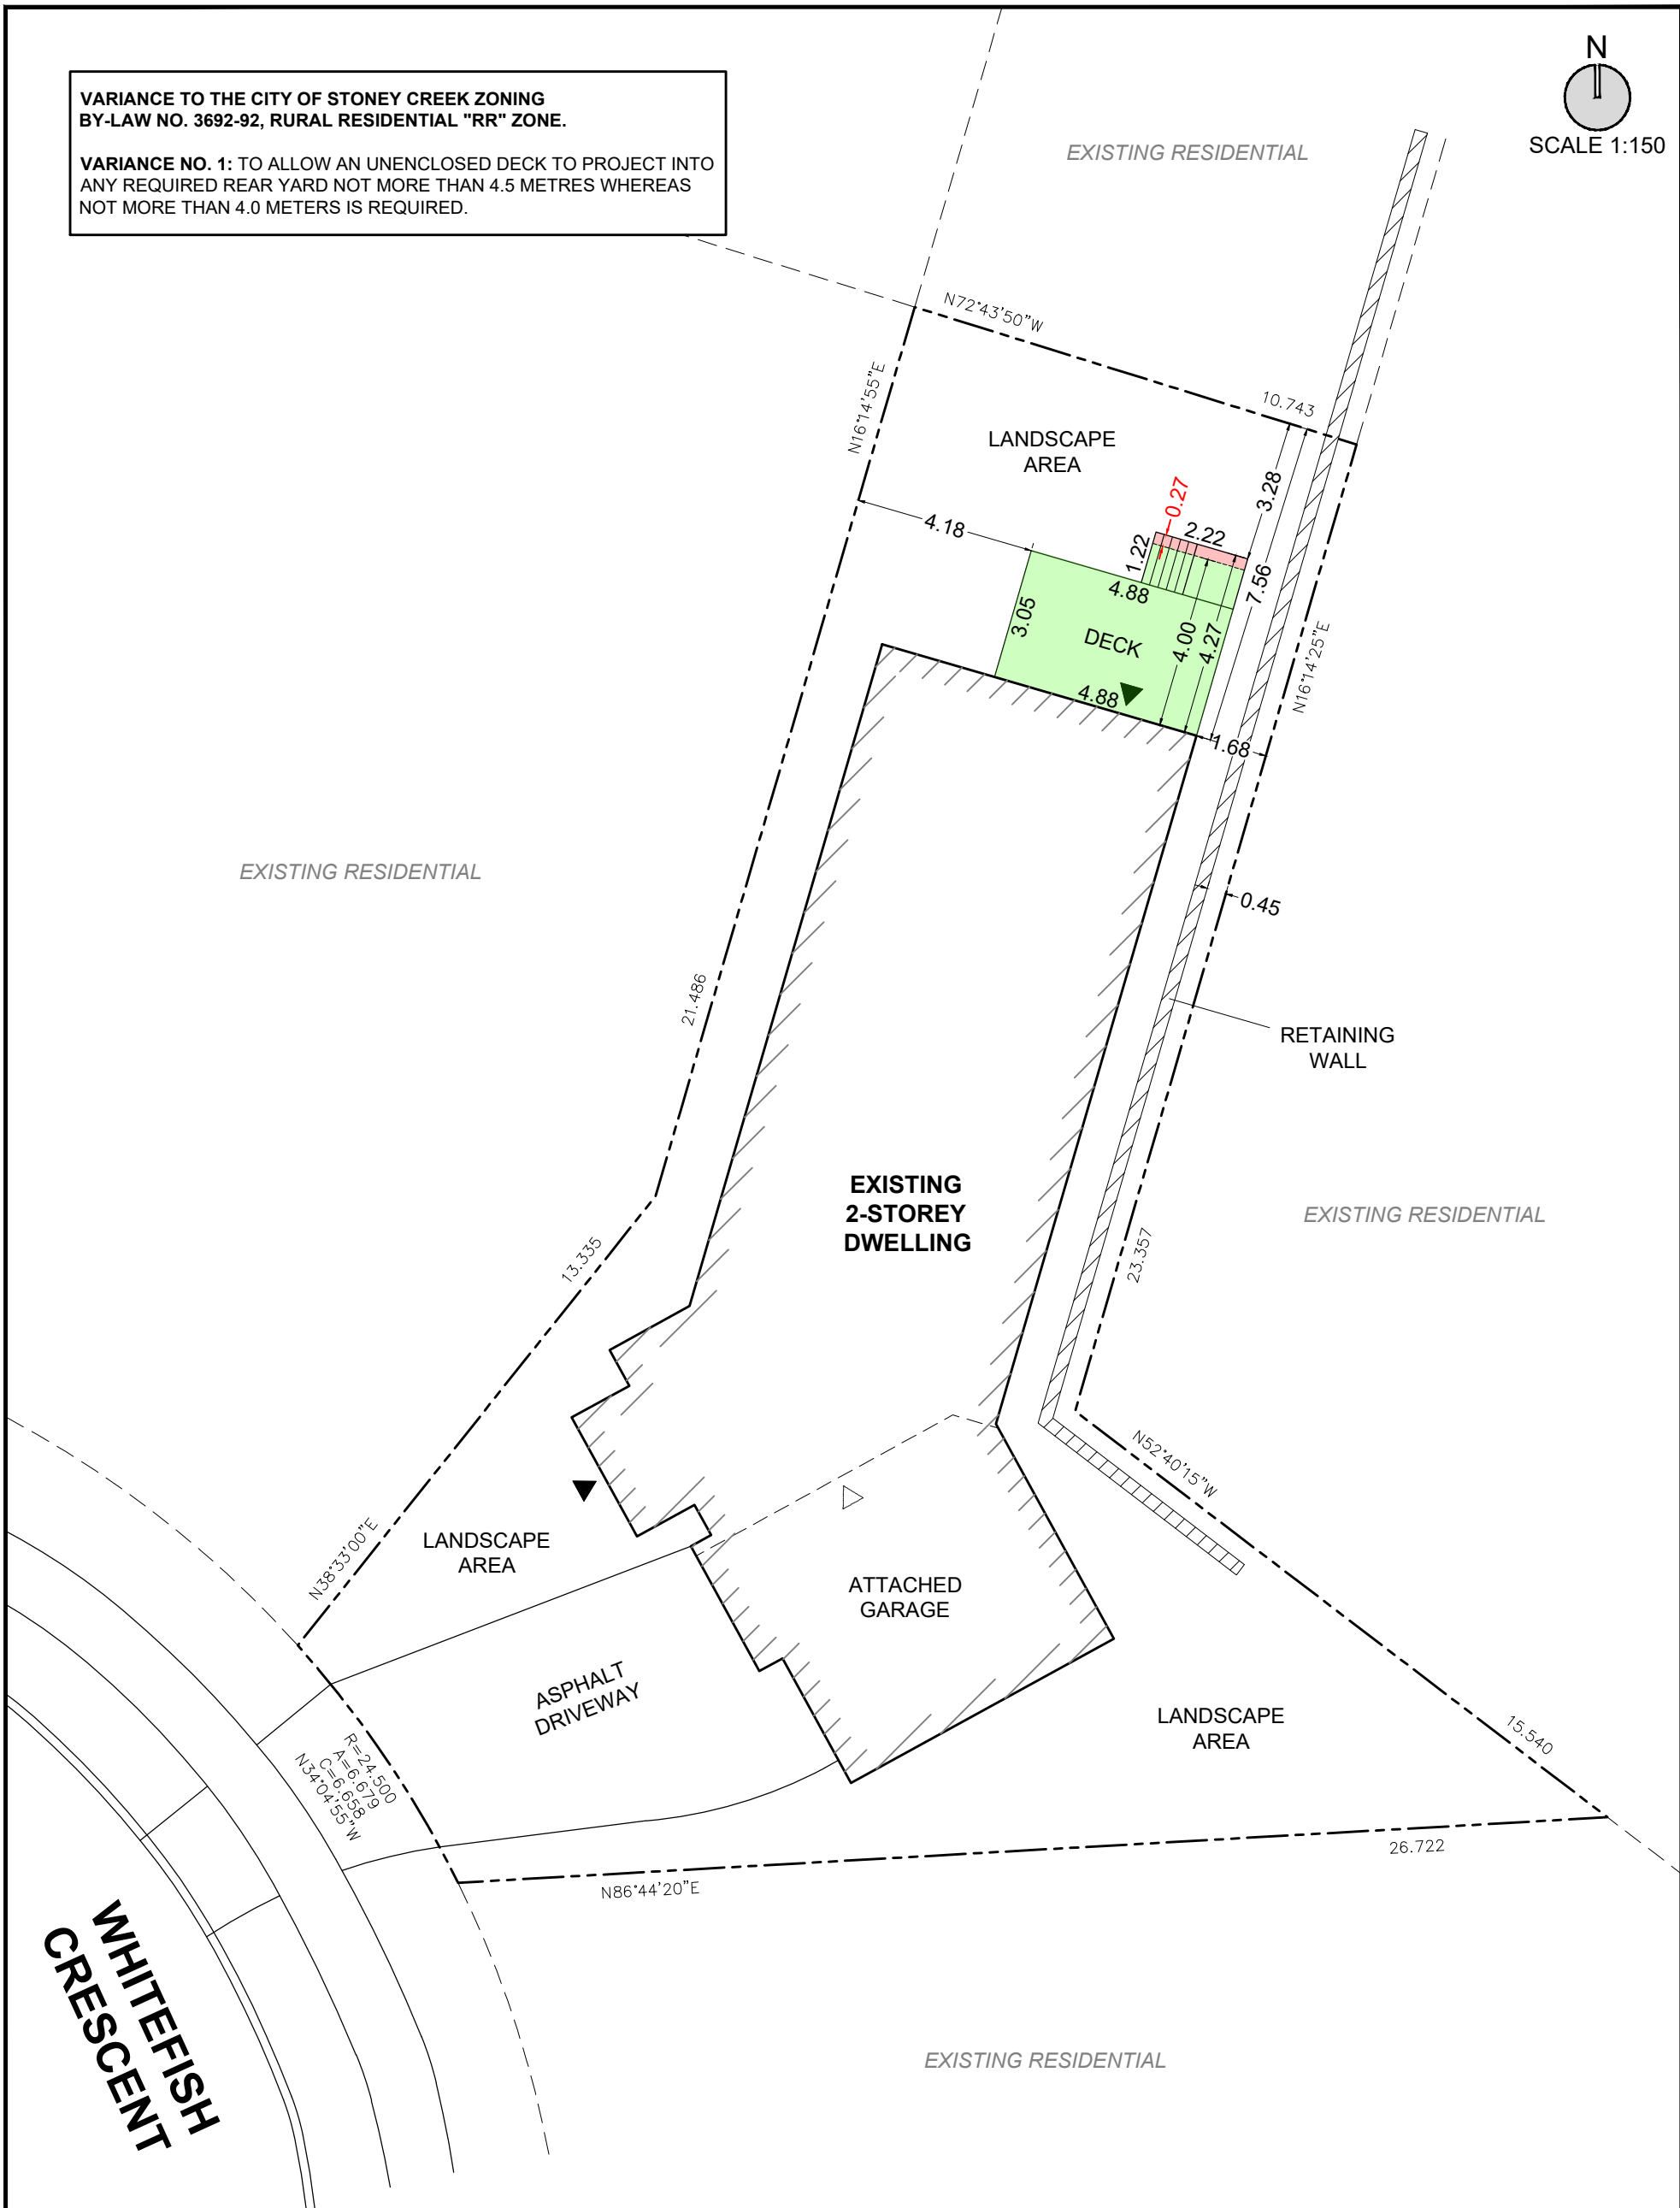 VARIANCE TO THE CITY OF STONEY CREEK ZONING
BY-LAW NO. 3692-92, RURAL RESIDENTIAL "RR" ZONE.
VARIANCE NO. 1: TO ALLOW AN UNENCLOSED DECK TO PROJECT INTO
ANY REQUIRED REAR YARD NOT MORE THAN 4.5 METRES WHEREAS
NOT MORE THAN 4.0 METERS IS REQUIRED.
N
SCALE 1:150
EXISTING RESIDENTIAL
N72°43'50"W
10.743
N16°14'55"E
LANDSCAPE
AREA
3.28
0.27
2.22
1.22
4.18
7.56
4.88
3.05
DECK
4.00
4.27
4.88
N16°14'25"E
1.68
EXISTING RESIDENTIAL
0.45
21.486
RETAINING
WALL
EXISTING
2-STOREY
DWELLING
EXISTING RESIDENTIAL
13.335
23.357
N52°40'15"W
N38°33'00"E
LANDSCAPE
AREA
ATTACHED
GARAGE
ASPHALT
DRIVEWAY
LANDSCAPE
AREA
15.540
R=24.500
A=6.679
C=6.658
N34°04'55"W
26.722
N86°44'20"E
WHITEFISH
CRESCENT
EXISTING RESIDENTIAL